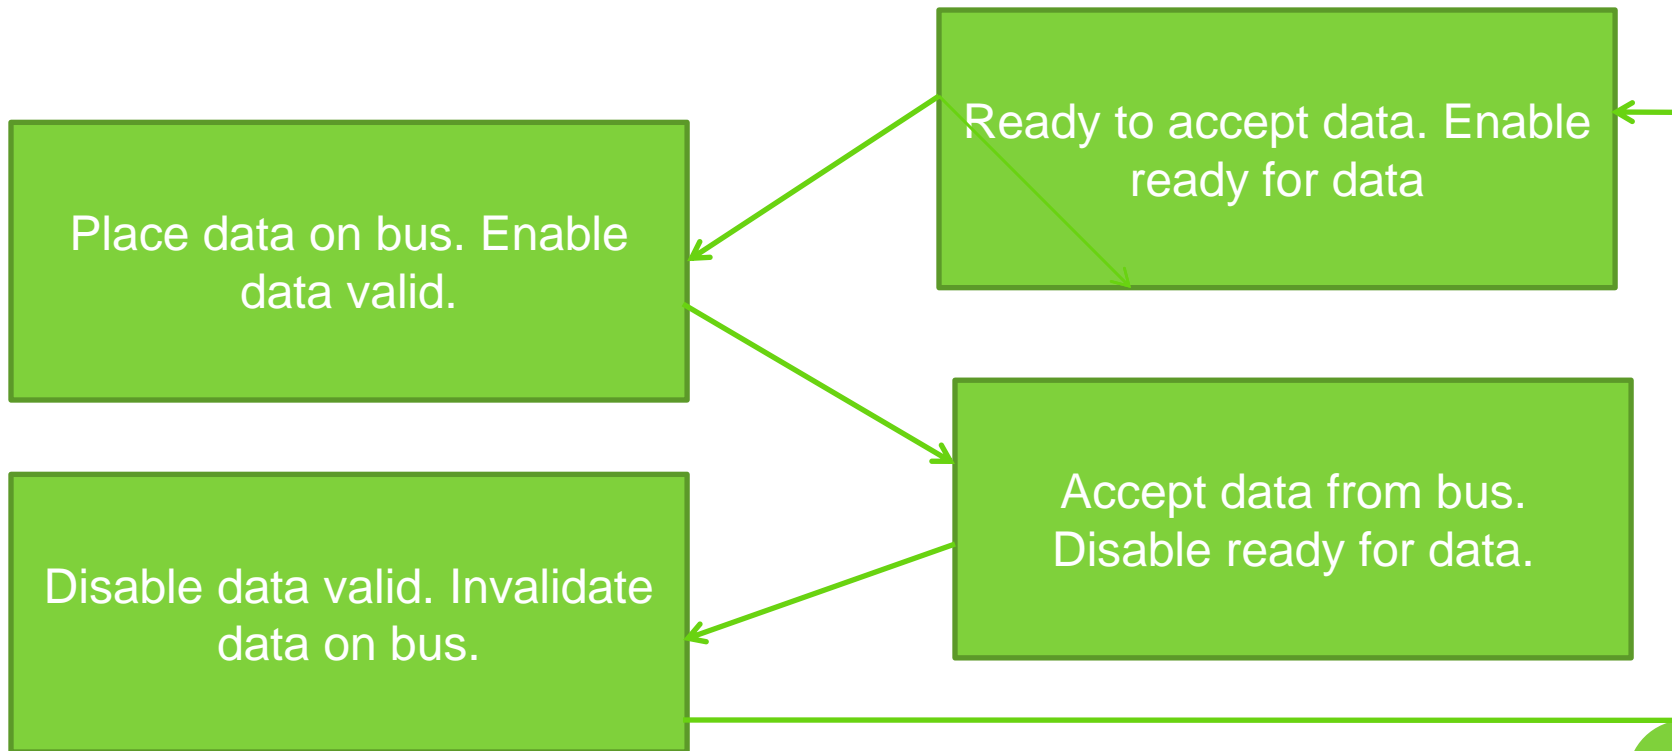 Ready to accept data. Enable
ready for data
Place data on bus. Enable
data valid.
Accept data from bus.
Disable ready for data.
Disable data valid. Invalidate
data on bus.